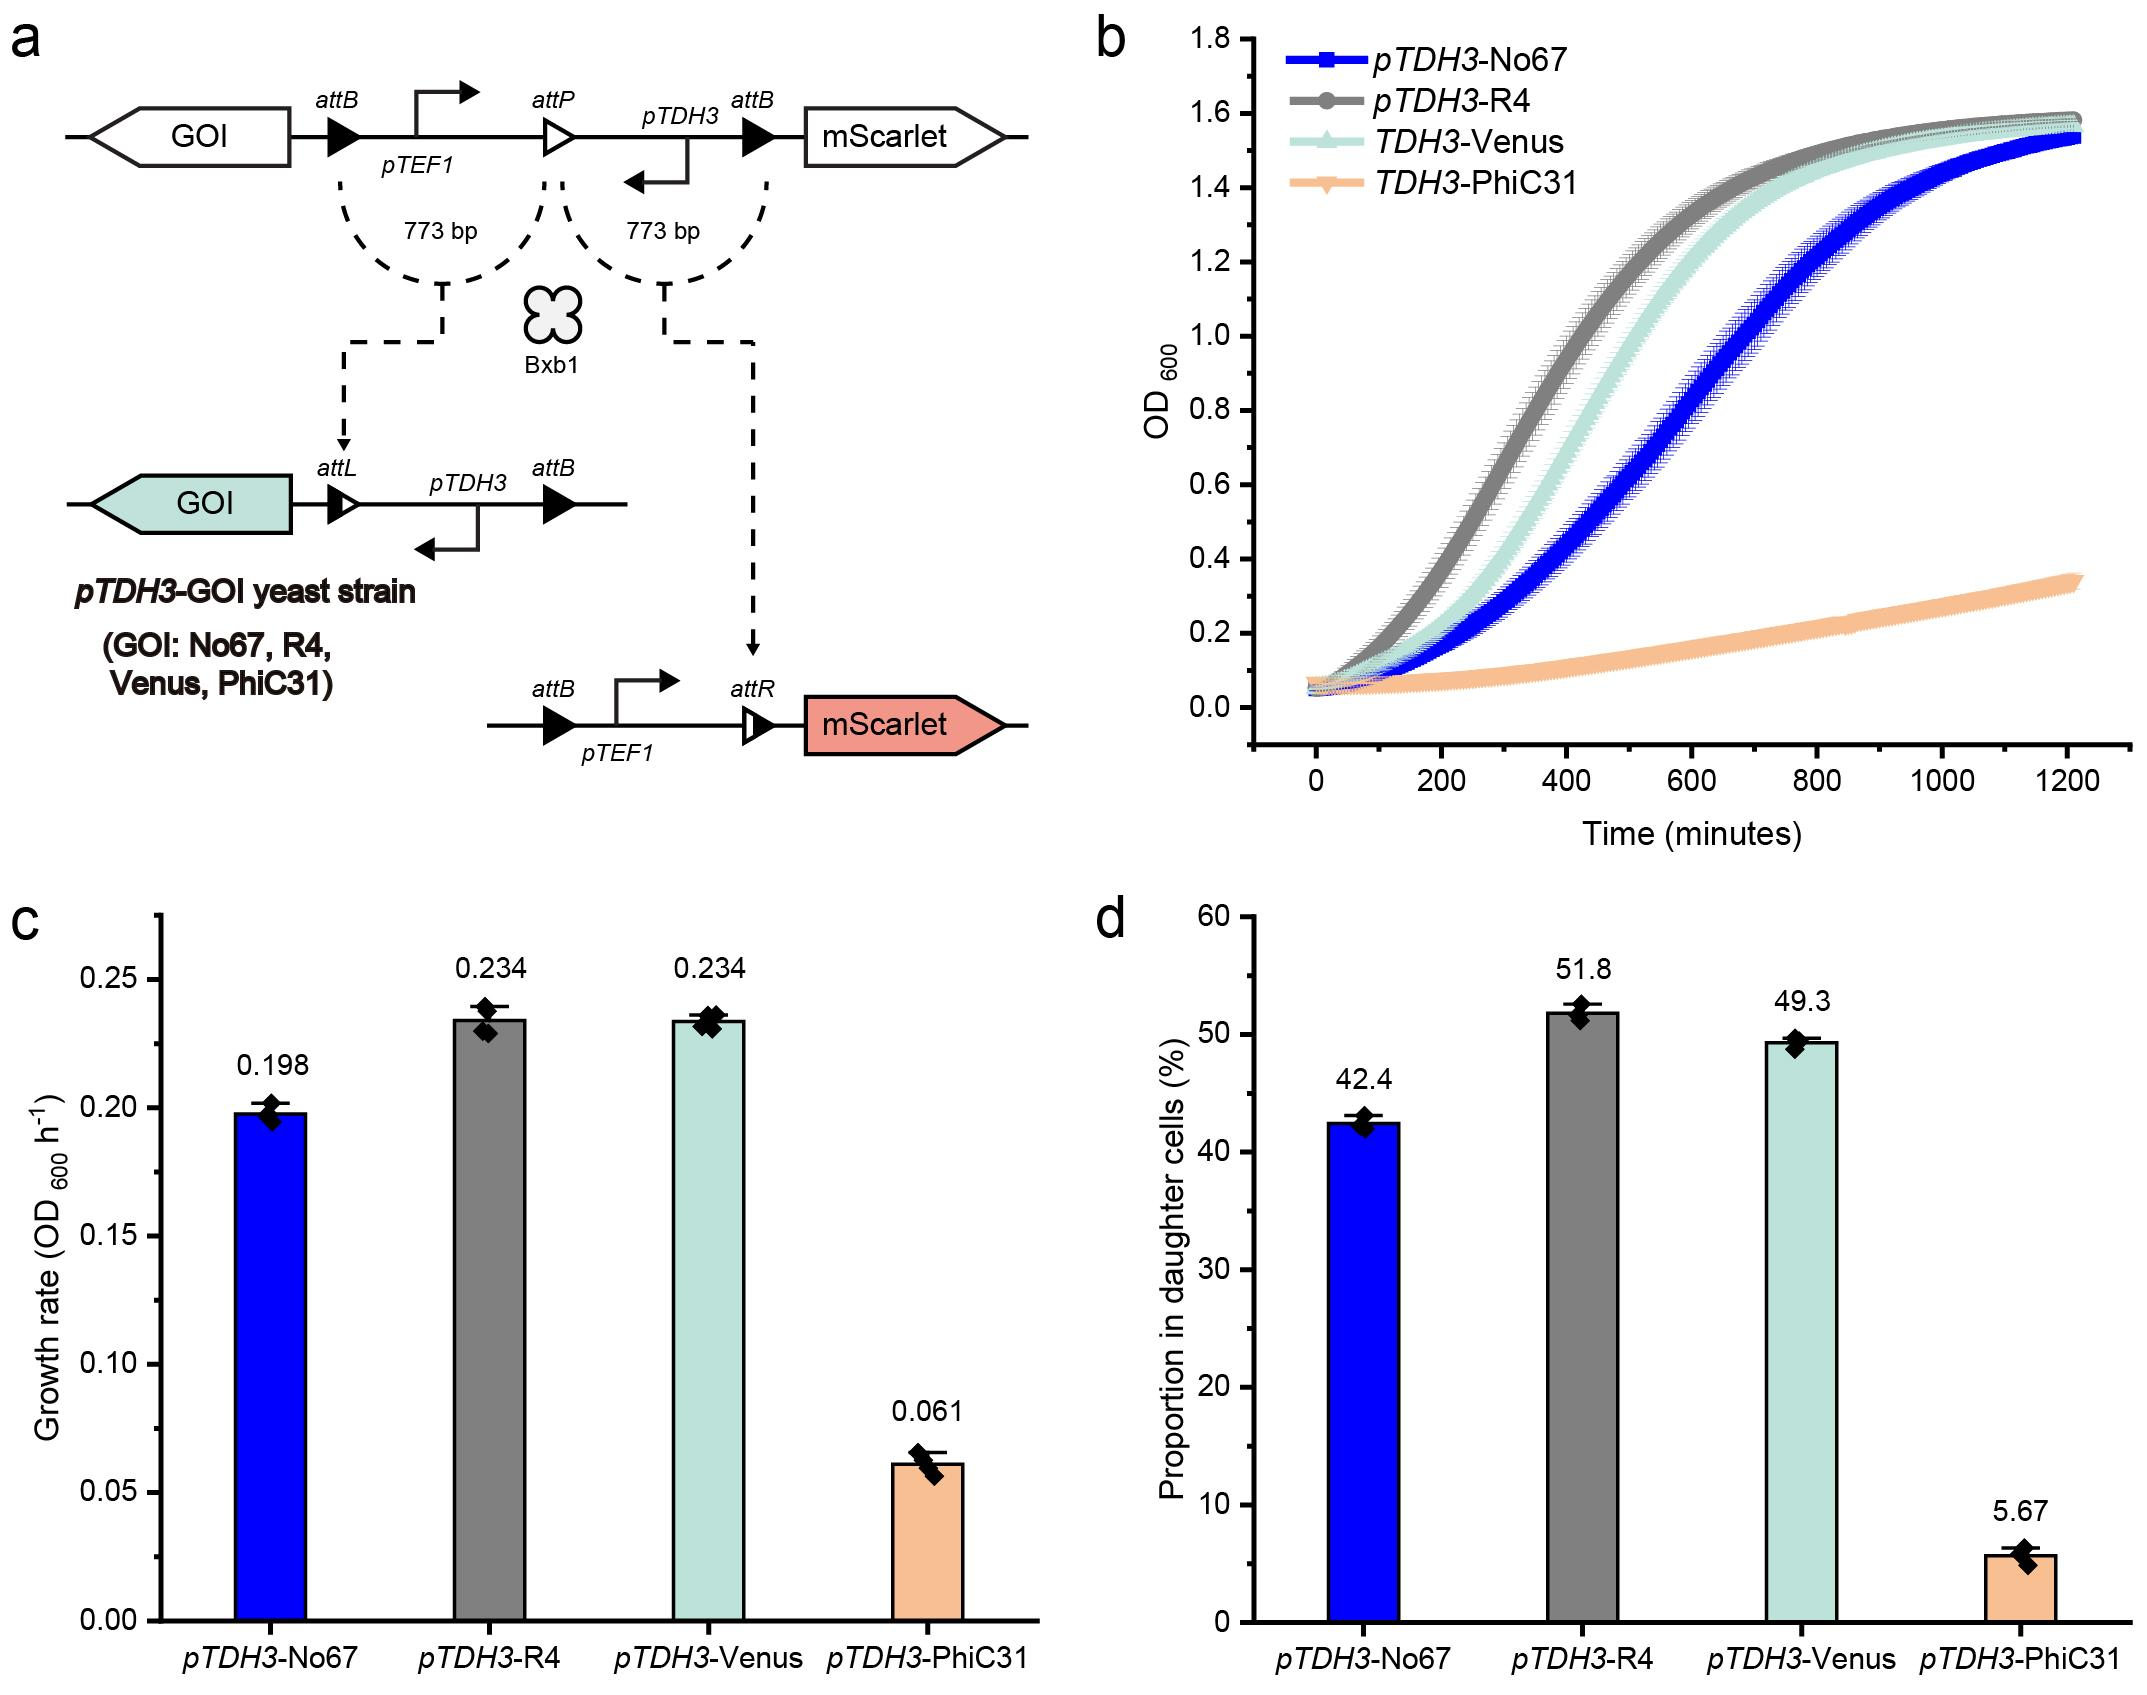 a
attB
attP
pTDH3
attB
GOI
mScarlet
pTEF1
773 bp
773 bp
Bxb1
attL
pTDH3
attB
GOI
pTDH3-GOI yeast strain
(GOI: No67, R4,
Venus, PhiC31)
attB
attR
mScarlet
pTEF1
b
pTDH3-No67
pTDH3-R4
TDH3-Venus
TDH3-PhiC31
1.8
1.6
1.4
1.2
1.0
0.8
0.6
0.4
0.2
0.0
OD 600
0 200 400 600 800 1000 1200
Time (minutes)
c
0.25
0.20
0.15
0.10
0.05
0.00
Growth rate (OD 600 h-1)
0.198
0.234
0.234
0.061
pTDH3-No67 pTDH3-R4 pTDH3-Venus pTDH3-PhiC31
d
60
50
40
30
20
10
0
Proportion in daughter cells (%)
42.4
51.8
49.3
5.67
pTDH3-No67 pTDH3-R4 pTDH3-Venus pTDH3-PhiC31